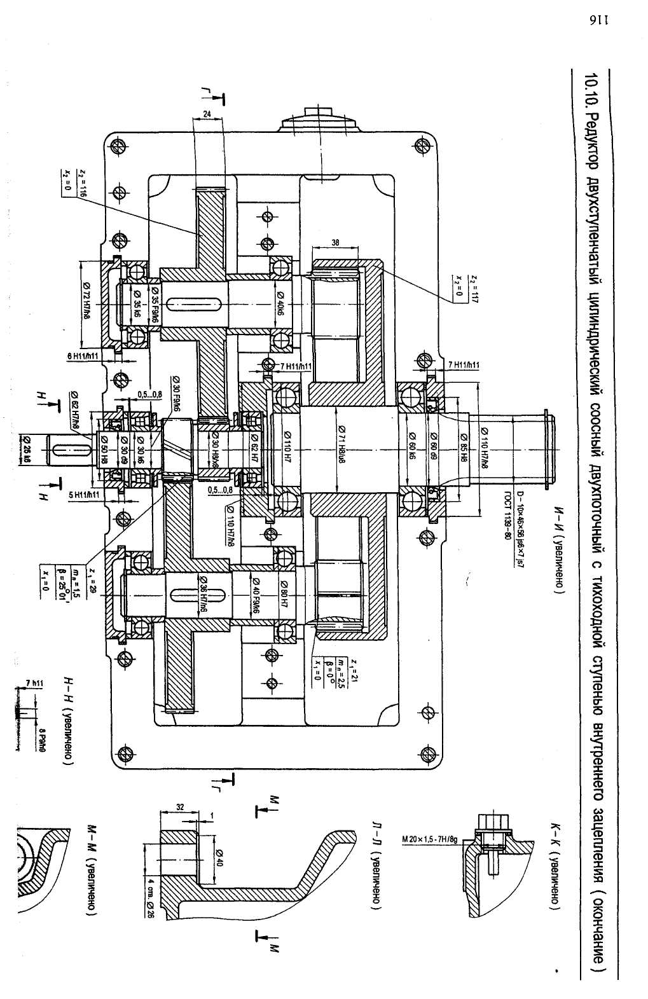 116
10.10. Редуктор двухступенчатый цилиндрический соосный двухпоточный с тихоходной ступенью внутреннего зацепления ( окончание )
И – И ( увеличено )
К – К ( увеличено )
Г
24
z₂ = 116
x₂ = 0
38
z₂ = 117
x₂ = 0
Ø 72 H7/h8
Ø 35 k6
Ø 35 F9/k6
Ø 40k6
6 H11/h11
7 H11/h11
7 H11/h11
Н
Ø 62 H7/h8
0,5...0,8
Ø 30 F9/k6
Ø 25 k6
Ø 50 H8
Ø 30 d9
Ø 30 k6
Ø 30 H8/x8
Ø 62 H7
Ø 110 H7
Ø 71 H8/u8
Ø 60 k6
Ø 60 d9
Ø 85 H8
Ø 110 H7/h8
Н
5 H11/h11
0,5...0,8
Ø 110 H7/h8
D – 10×46×56 js6×7 js7
ГОСТ 1139–80
z₁ = 29
mₙ = 1,5
β = 25° 01'
x₁ = 0
Ø 36 H7/n6
Ø 40 F9/k6
Ø 80 H7
z₁ = 21
mₙ = 2,5
β = 0°
x₁ = 0
Н – Н ( увеличено )
7 h11
8 P9/h9
Г
М – М ( увеличено )
Л – Л ( увеличено )
М
32
1
Ø 40
4 отв. Ø 26
М
М 20 × 1,5 - 7H / 8g